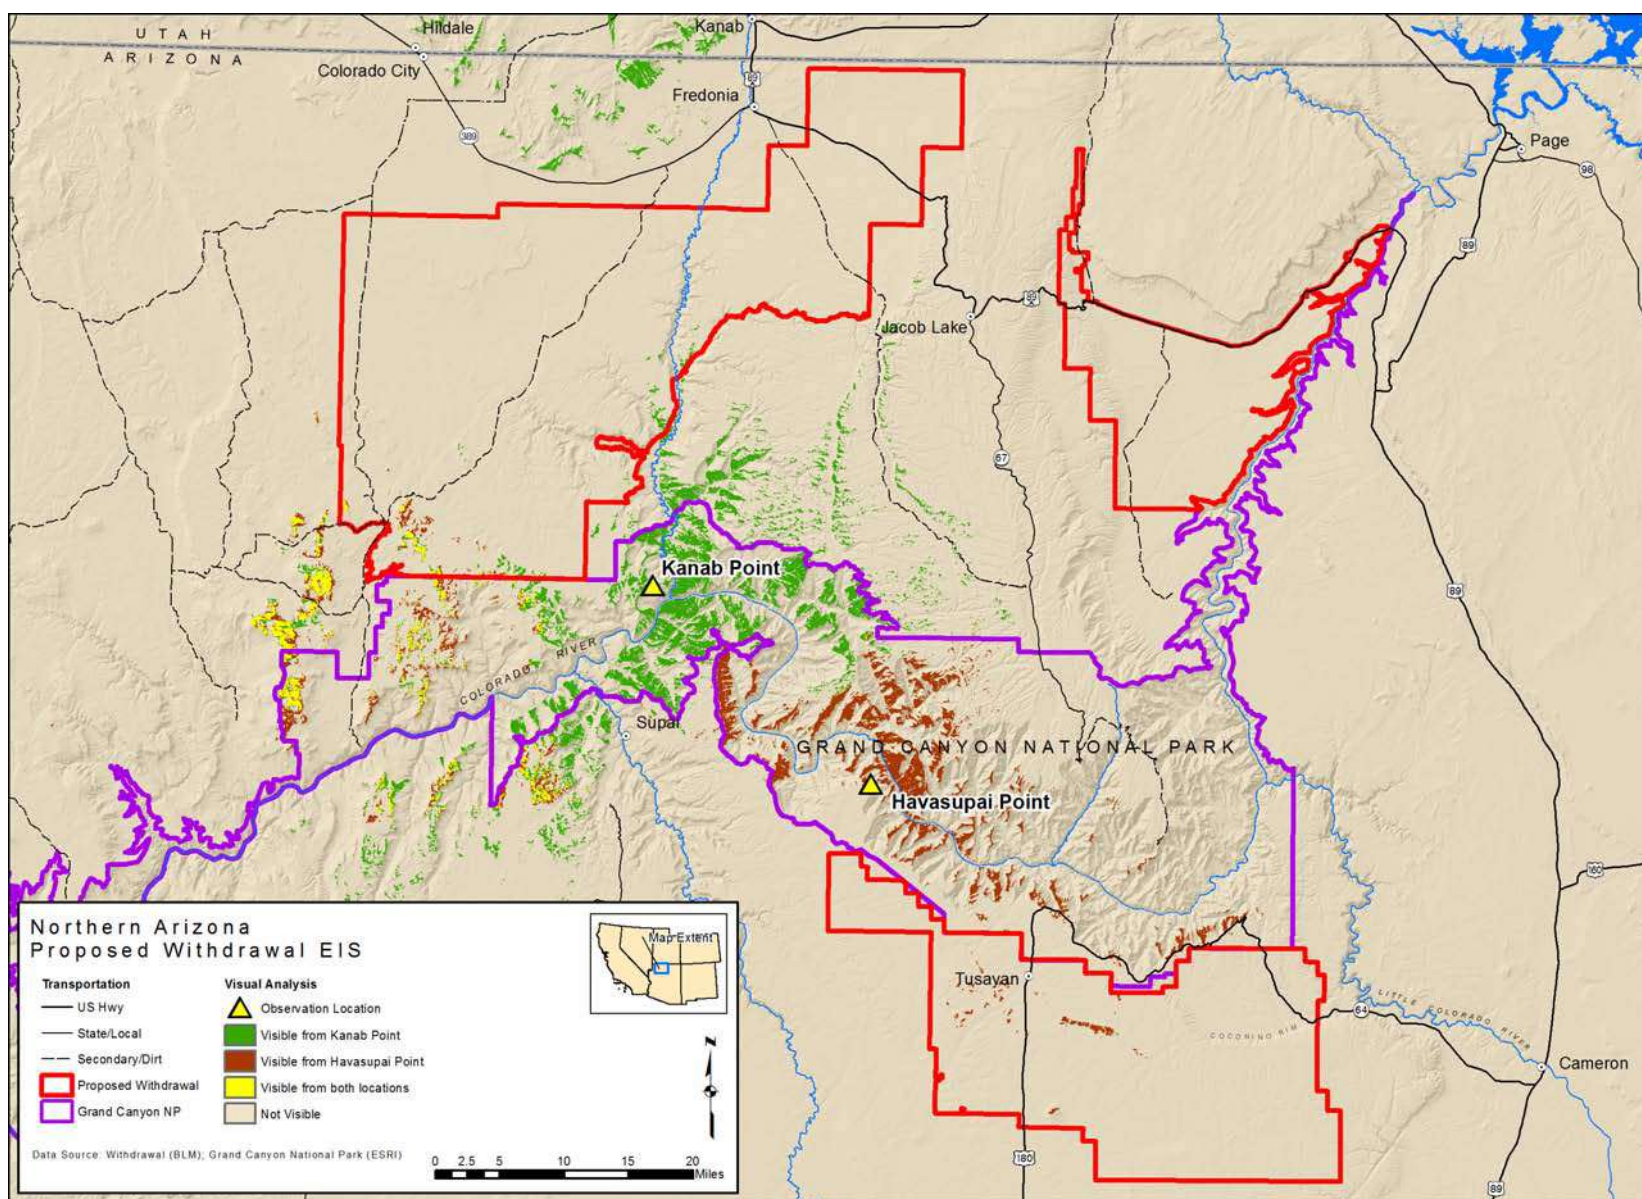 UTAH
ARIZONA
Hildale
Colorado City
Kanab
89
Fredonia
389
Page
98
89
Jacob Lake
89
67
Kanab Point
COLORADO RIVER
Supai
GRAND CANYON NATIONAL PARK
Havasupai Point
89
160
Tusayan
COCONINO RIM
64
LITTLE COLORADO RIVER
Cameron
180
89
Northern Arizona
Proposed Withdrawal EIS
Map Extent
Transportation
US Hwy
State/Local
Secondary/Dirt
Proposed Withdrawal
Grand Canyon NP
Visual Analysis
Observation Location
Visible from Kanab Point
Visible from Havasupai Point
Visible from both locations
Not Visible
N
Data Source: Withdrawal (BLM); Grand Canyon National Park (ESRI)
0 2.5 5 10 15 20
Miles